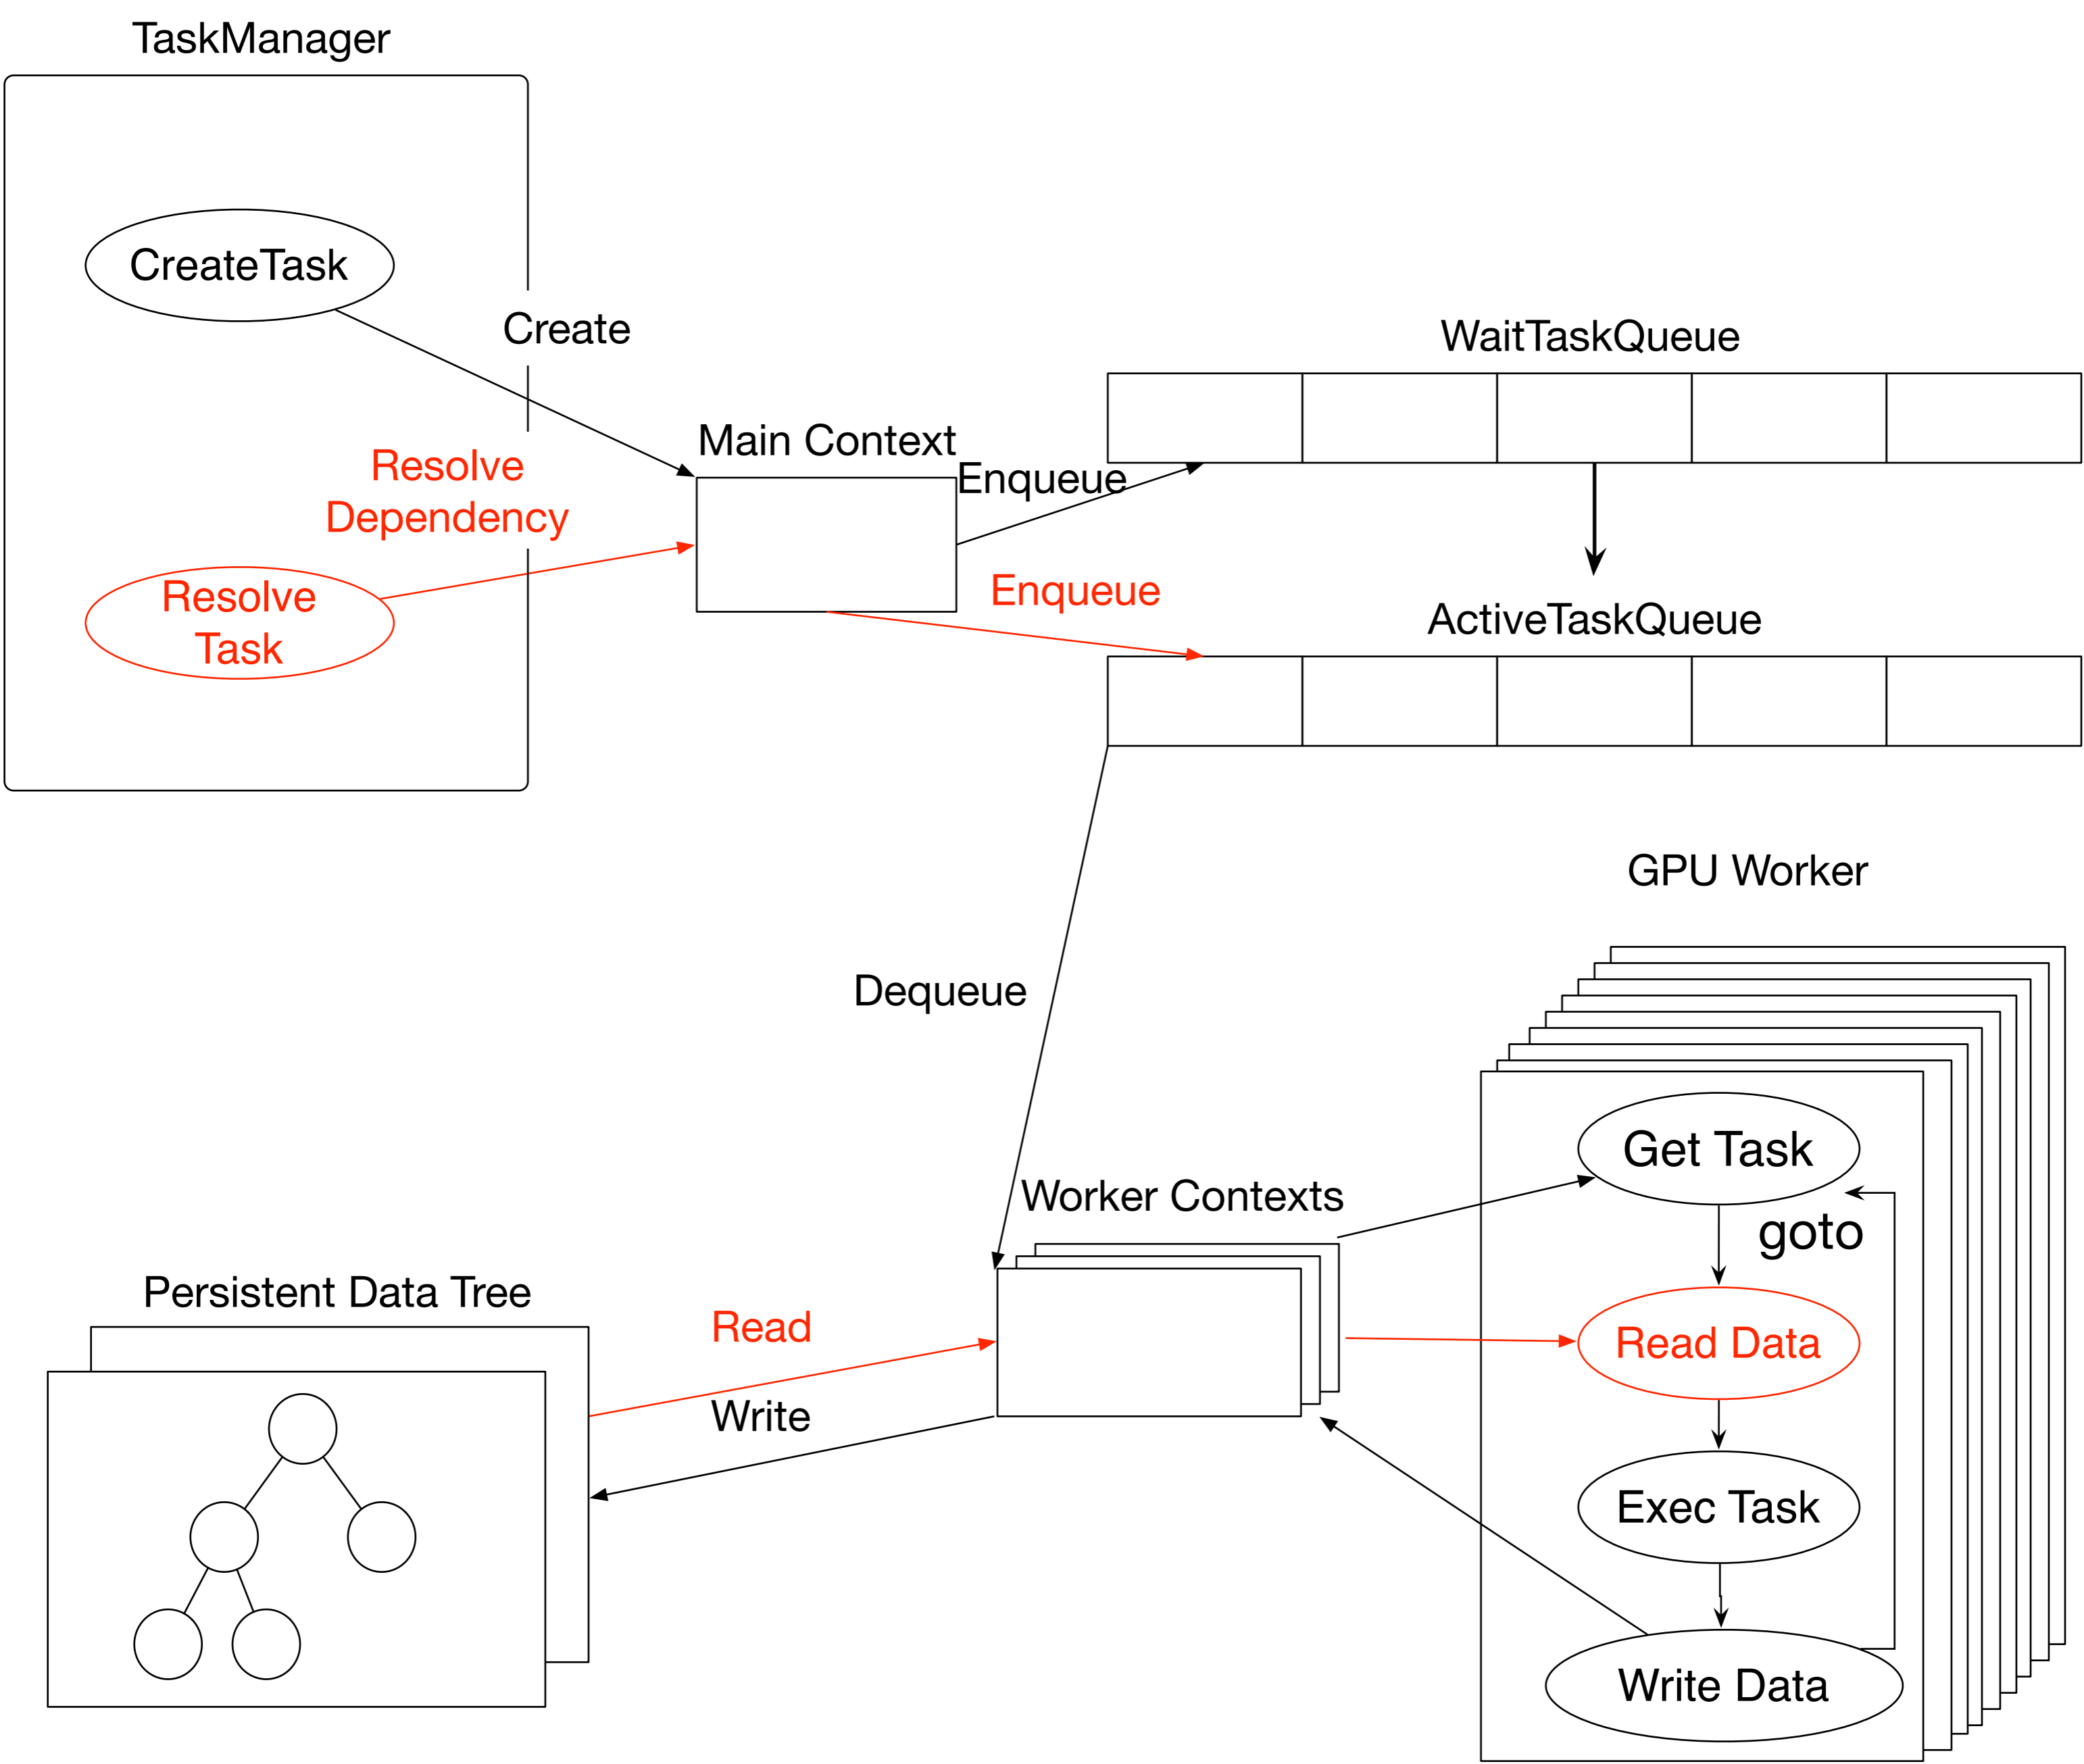 TaskManager
CreateTask
Create
Resolve
Dependency
Resolve
Task
Main Context
Enqueue
Enqueue
WaitTaskQueue
ActiveTaskQueue
Dequeue
GPU Worker
Get Task
goto
Read Data
Exec Task
Write Data
Worker Contexts
Read
Write
Persistent Data Tree